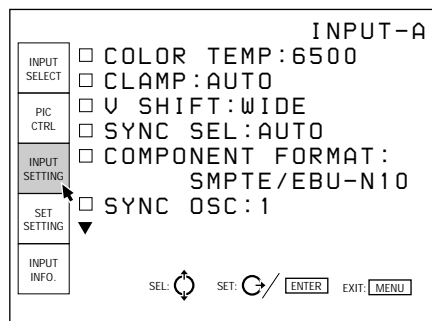 INPUT-A
INPUT
SELECT
PIC
CTRL
INPUT
SETTING
SET
SETTING
INPUT
INFO.
COLOR TEMP:6500
CLAMP:AUTO
V SHIFT:WIDE
SYNC SEL:AUTO
COMPONENT FORMAT:
SMPTE/EBU-N10
SYNC OSC:1
SEL: SET: / ENTER EXIT: MENU